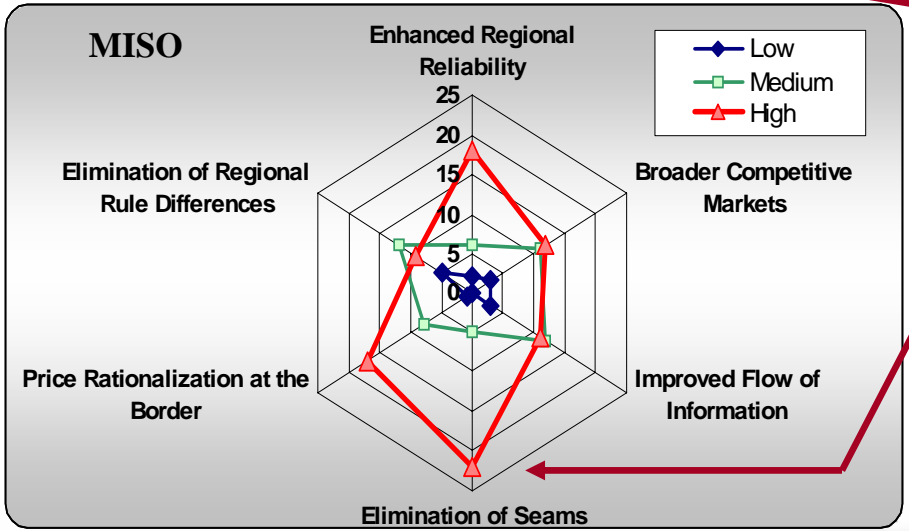 MISO
Enhanced Regional
Reliability
Low
Medium
High
25
20
15
10
5
0
Elimination of Regional
Rule Differences
Broader Competitive
Markets
Price Rationalization at the
Border
Improved Flow of
Information
Elimination of Seams